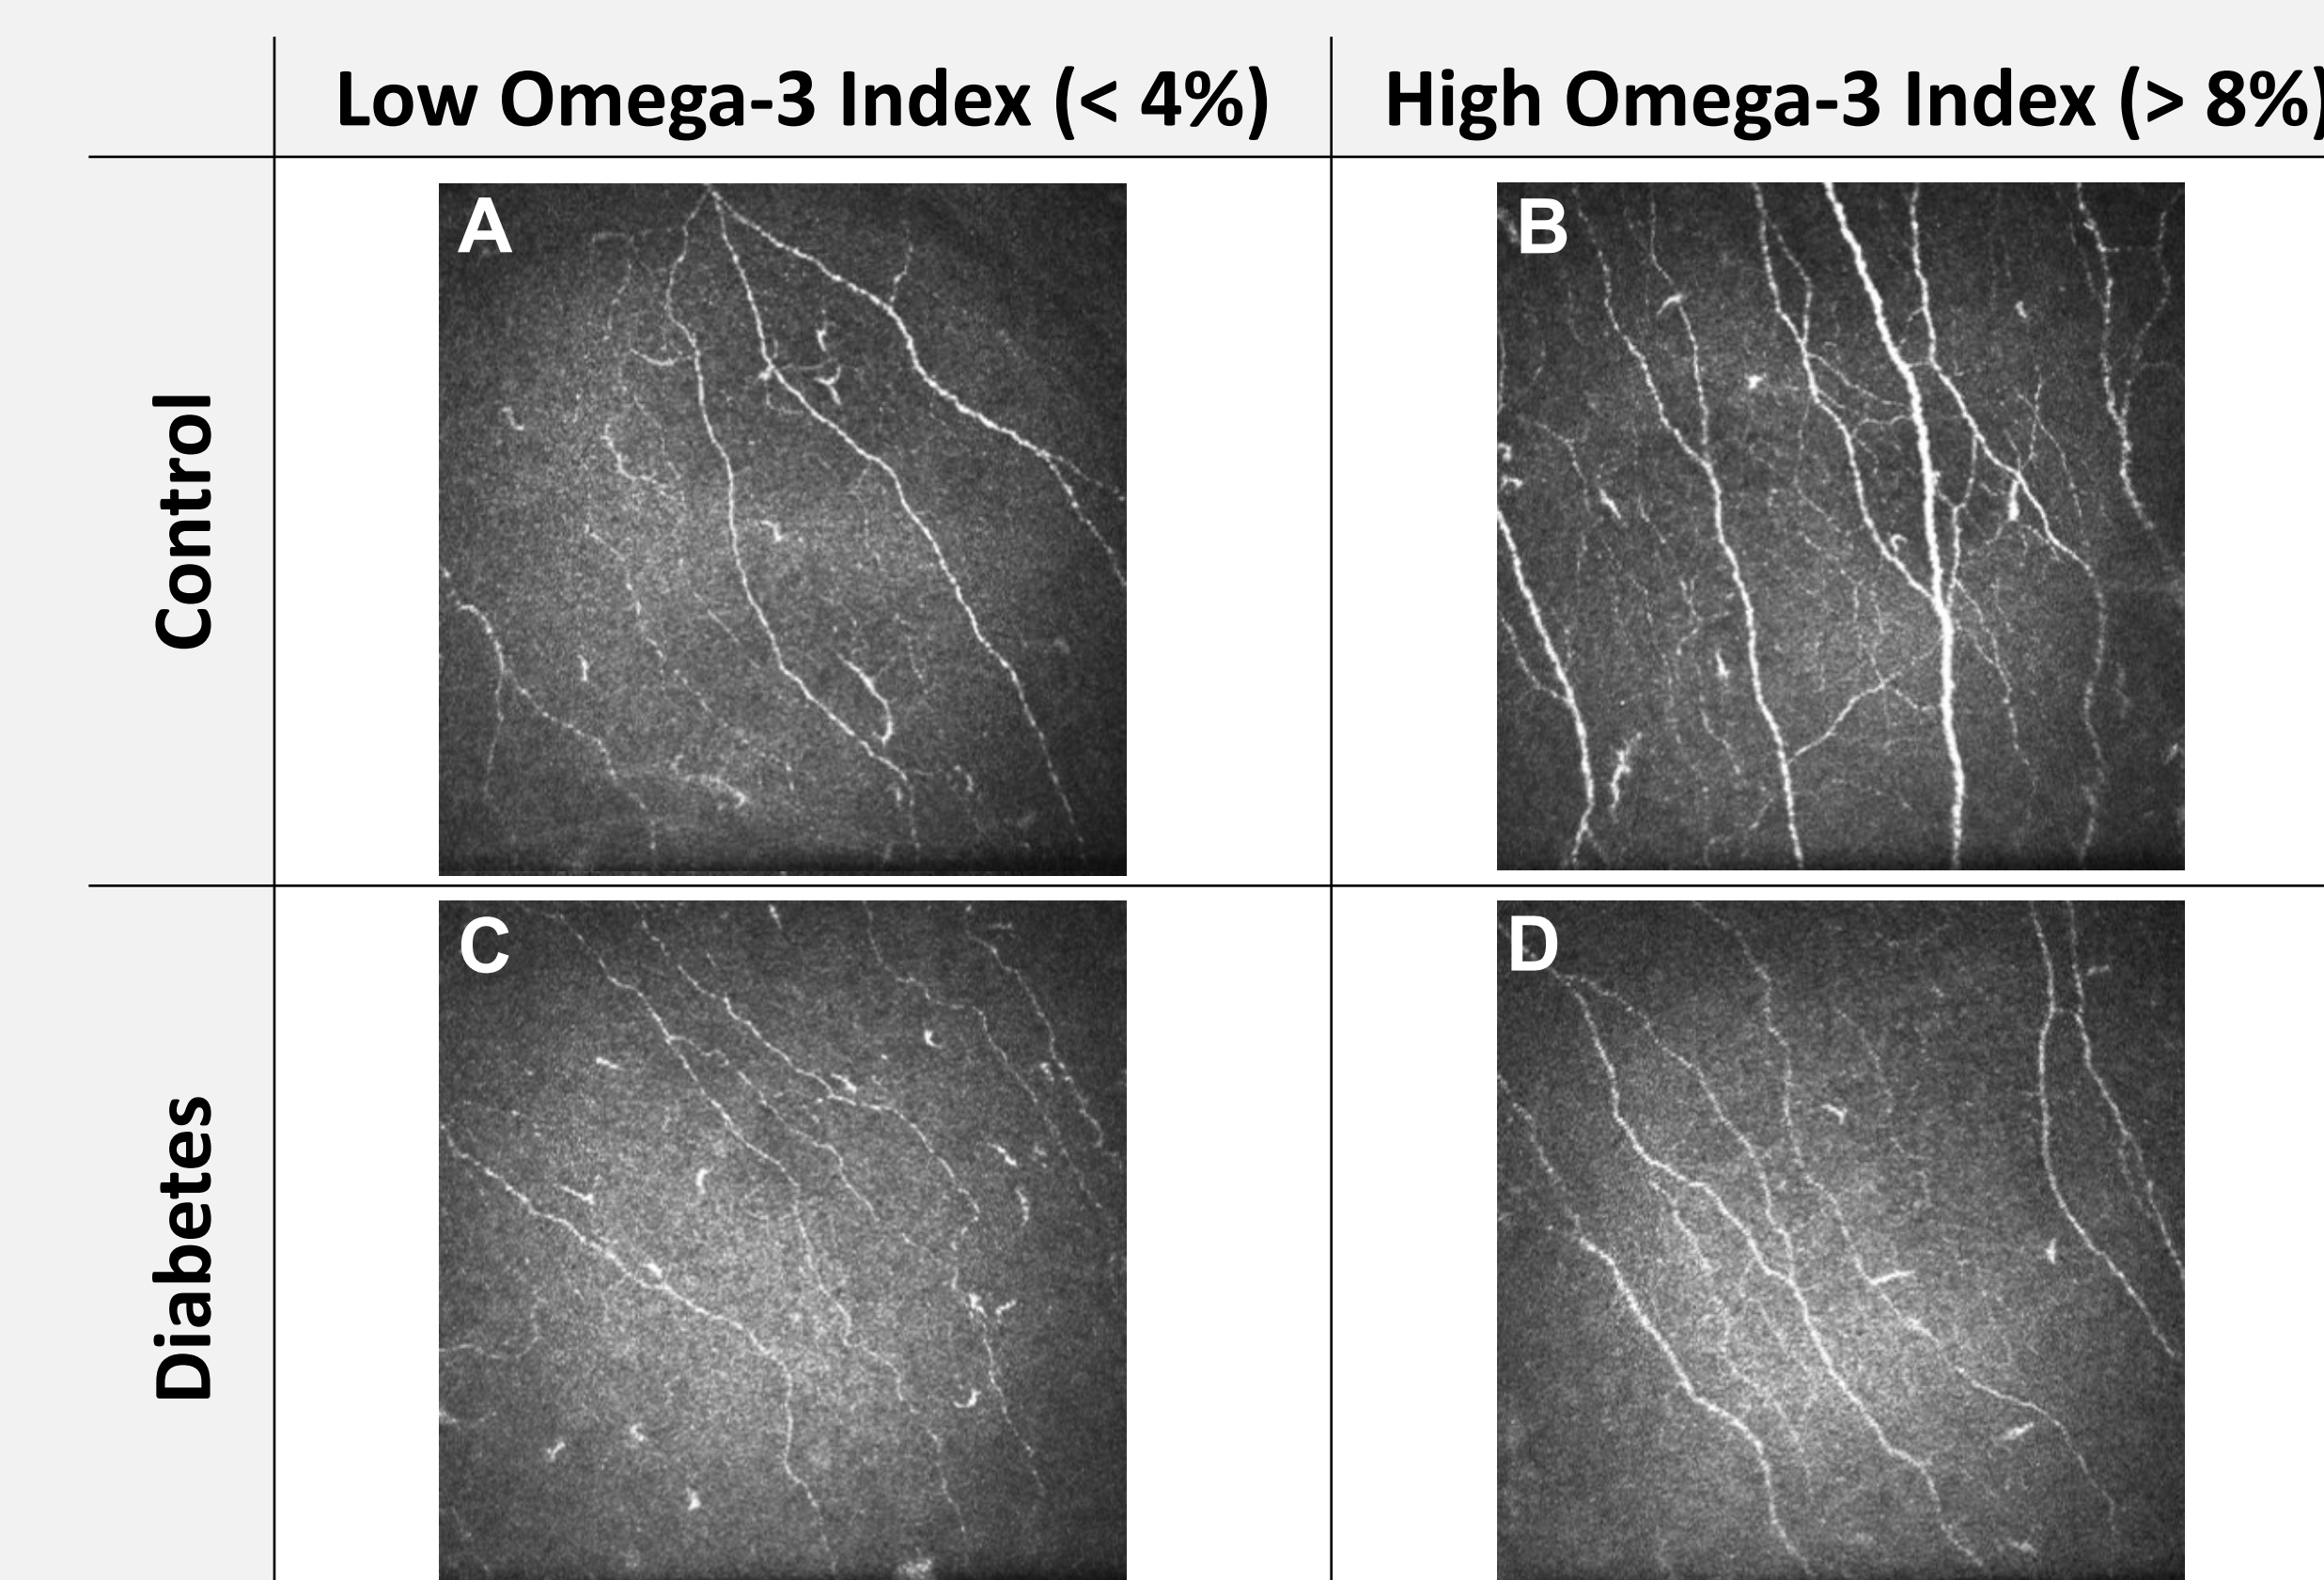 Low Omega-3 Index (< 4%)
High Omega-3 Index (> 8%)
Control
A
B
Diabetes
C
D